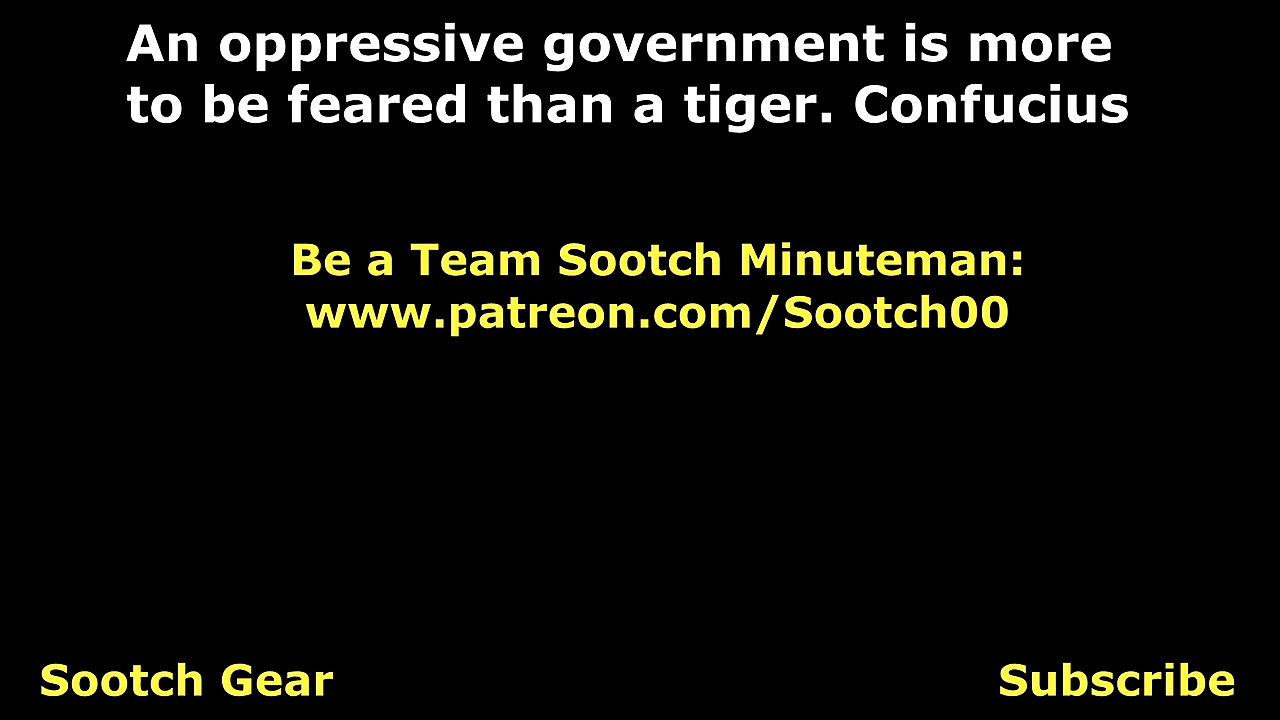 An oppressive government is more
to be feared than a tiger. Confucius
Be a Team Sootch Minuteman:
www.patreon.com/Sootch00
Sootch Gear
Subscribe